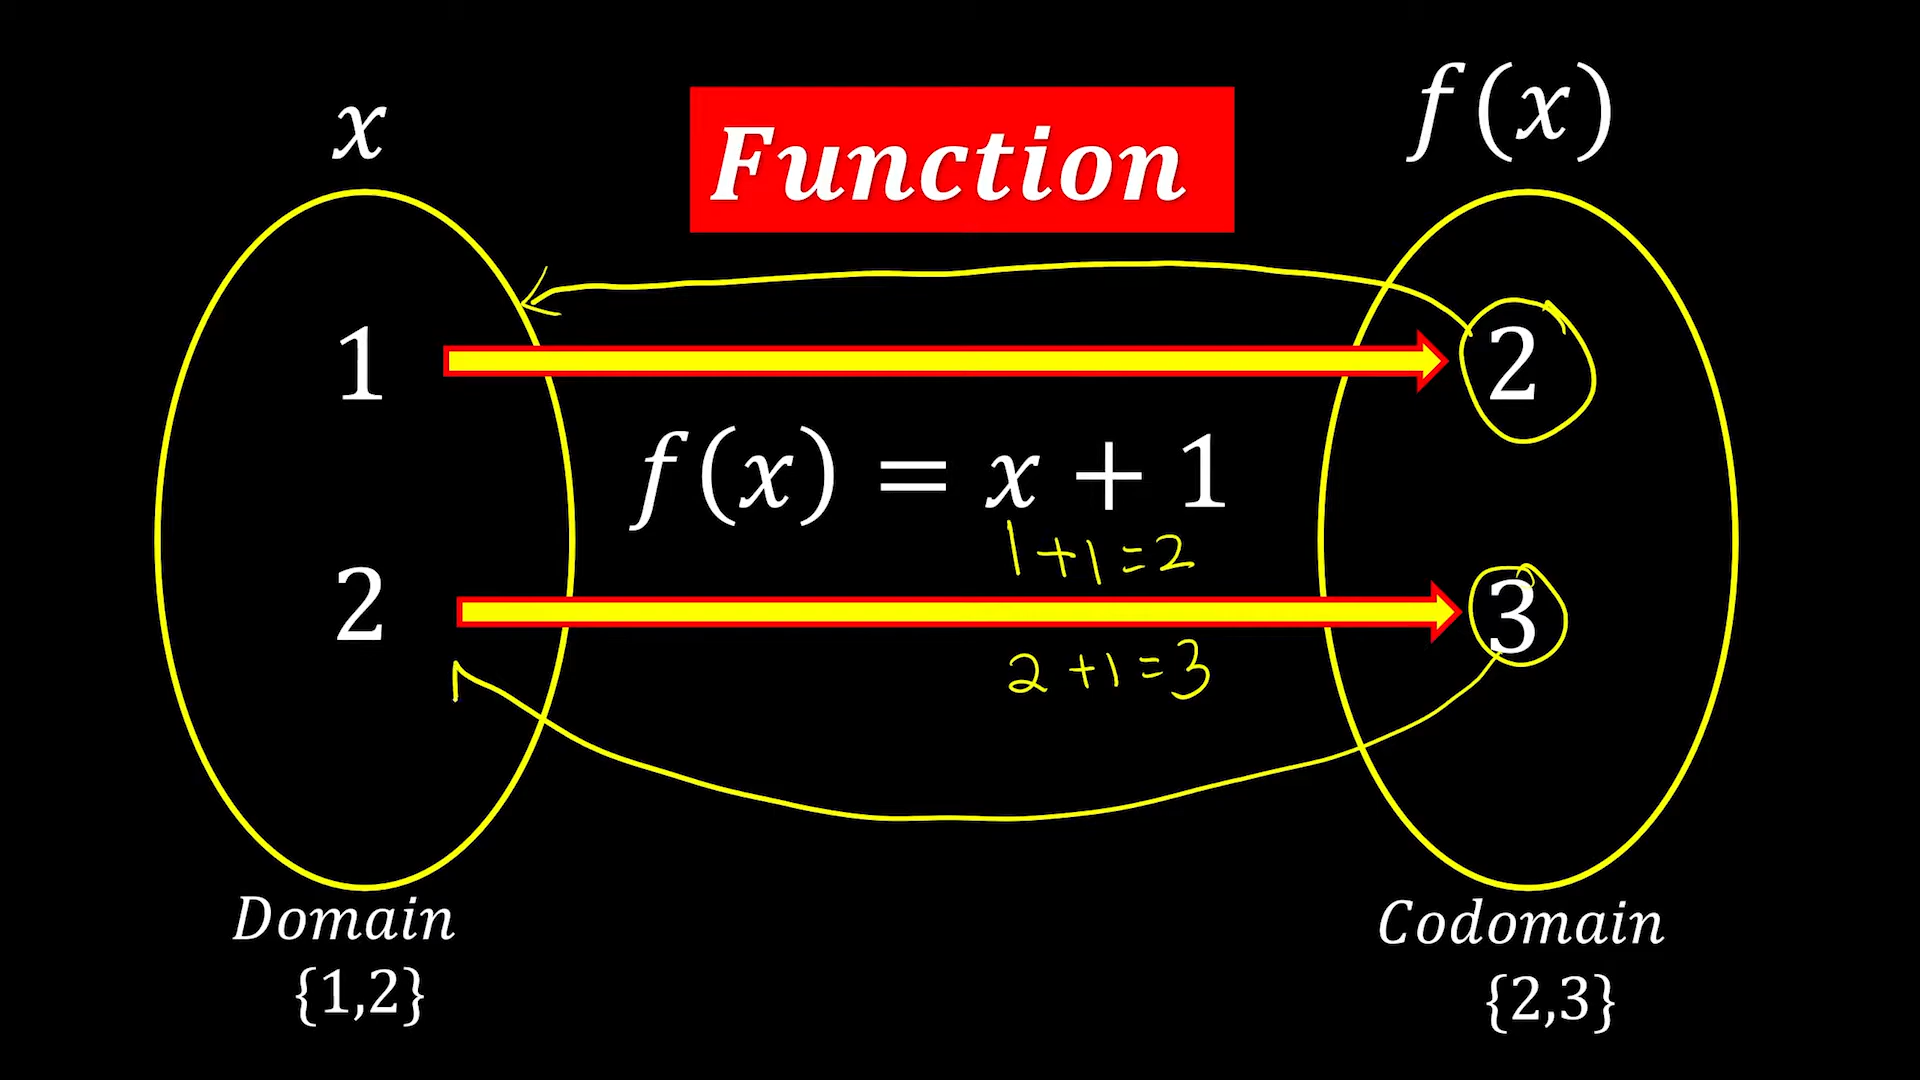 x
Function
f(x)
1
2
f(x) = x + 1
1+1=2
2
3
2+1=3
Domain
{1,2}
Codomain
{2,3}